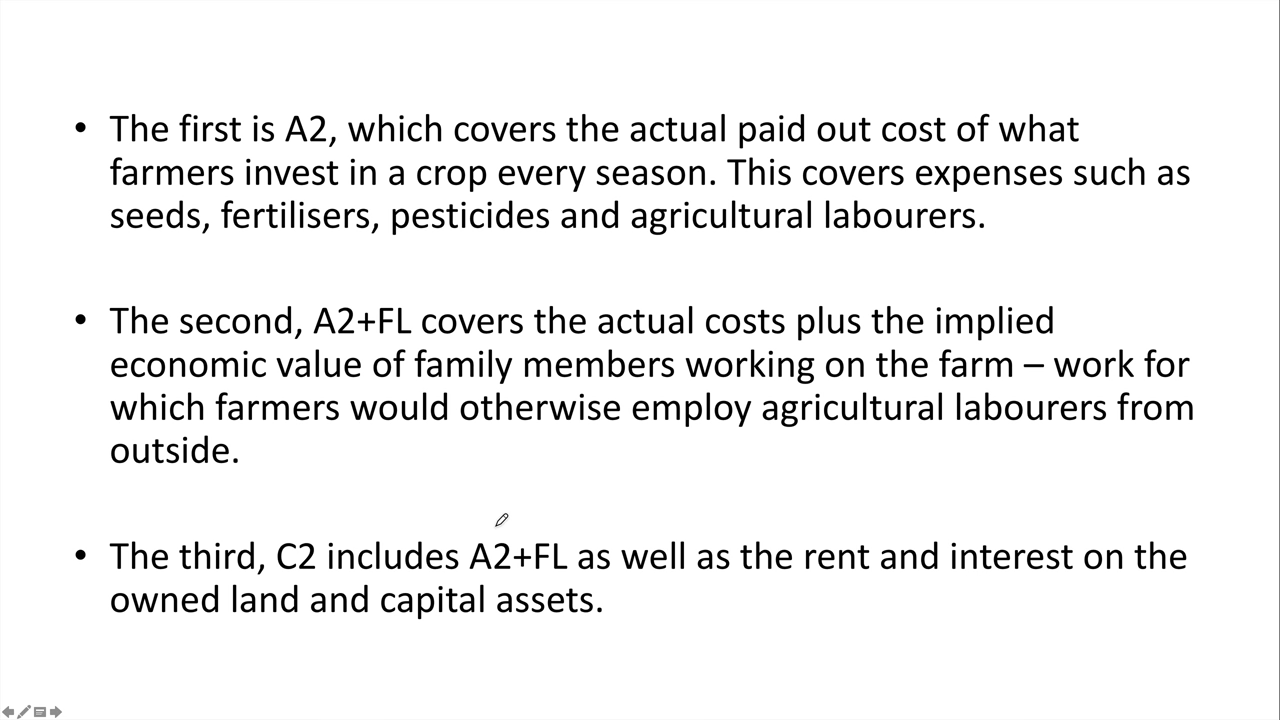 • The first is A2, which covers the actual paid out cost of what
farmers invest in a crop every season. This covers expenses such as
seeds, fertilisers, pesticides and agricultural labourers.
• The second, A2+FL covers the actual costs plus the implied
economic value of family members working on the farm – work for
which farmers would otherwise employ agricultural labourers from
outside.
• The third, C2 includes A2+FL as well as the rent and interest on the
owned land and capital assets.